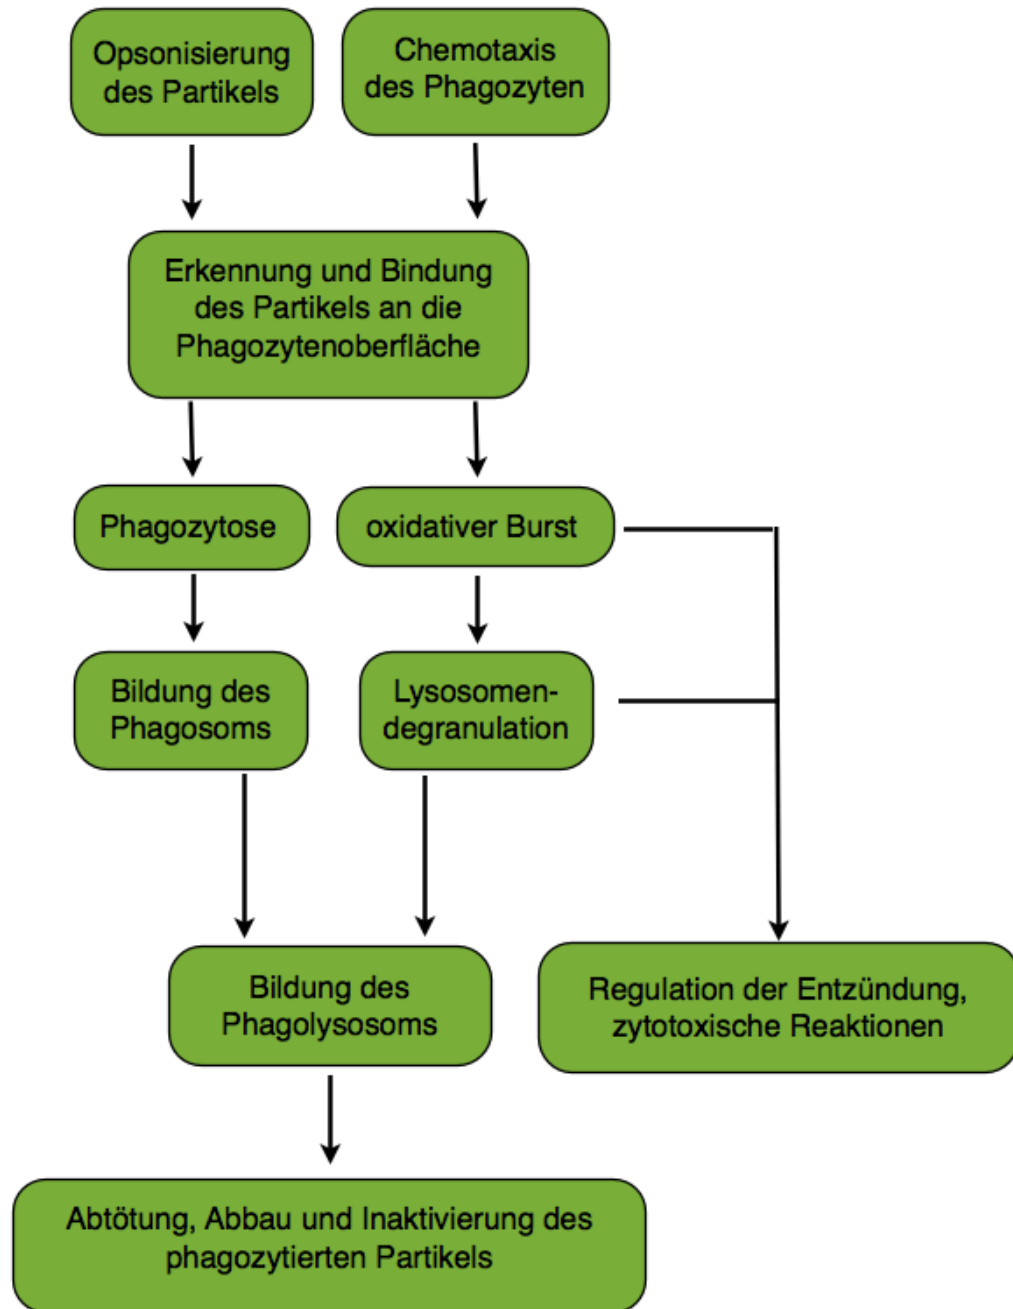 Opsonisierung
des Partikels
Chemotaxis
des Phagozyten
Erkennung und Bindung
des Partikels an die
Phagozytenoberfläche
Phagozytose
oxidativer Burst
Bildung des
Phagosoms
Lysosomen-
degranulation
Bildung des
Phagolysosoms
Regulation der Entzündung,
zytotoxische Reaktionen
Abtötung, Abbau und Inaktivierung des
phagozytierten Partikels